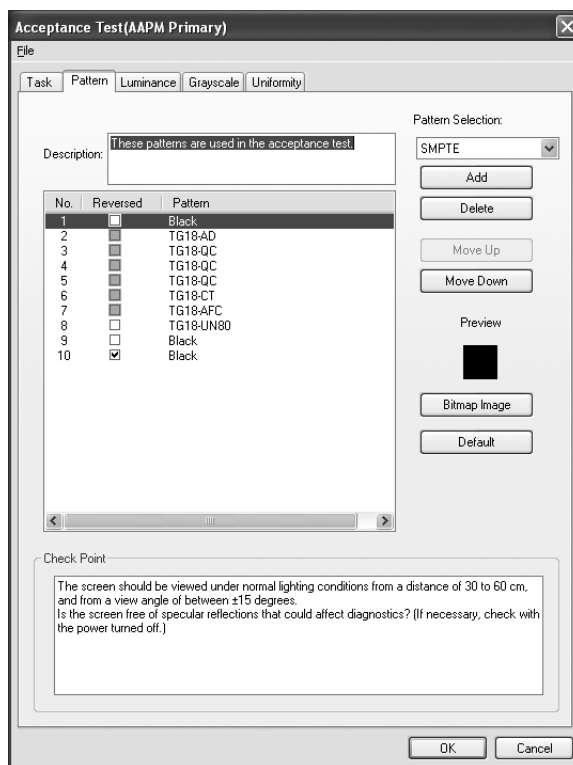 Acceptance Test(AAPM Primary)
File
Task Pattern Luminance Grayscale Uniformity
Pattern Selection:
Description: These patterns are used in the acceptance test.
SMPTE
Add
Delete
No. Reversed Pattern
1 Black
2 TG18-AD
3 TG18-QC
4 TG18-QC
5 TG18-QC
6 TG18-CT
7 TG18-AFC
8 TG18-UN80
9 Black
10 Black
Move Up
Move Down
Preview
Bitmap Image
Default
Check Point
The screen should be viewed under normal lighting conditions from a distance of 30 to 60 cm,
and from a view angle of between ±15 degrees.
Is the screen free of specular reflections that could affect diagnostics? (If necessary, check with
the power turned off.)
OK Cancel